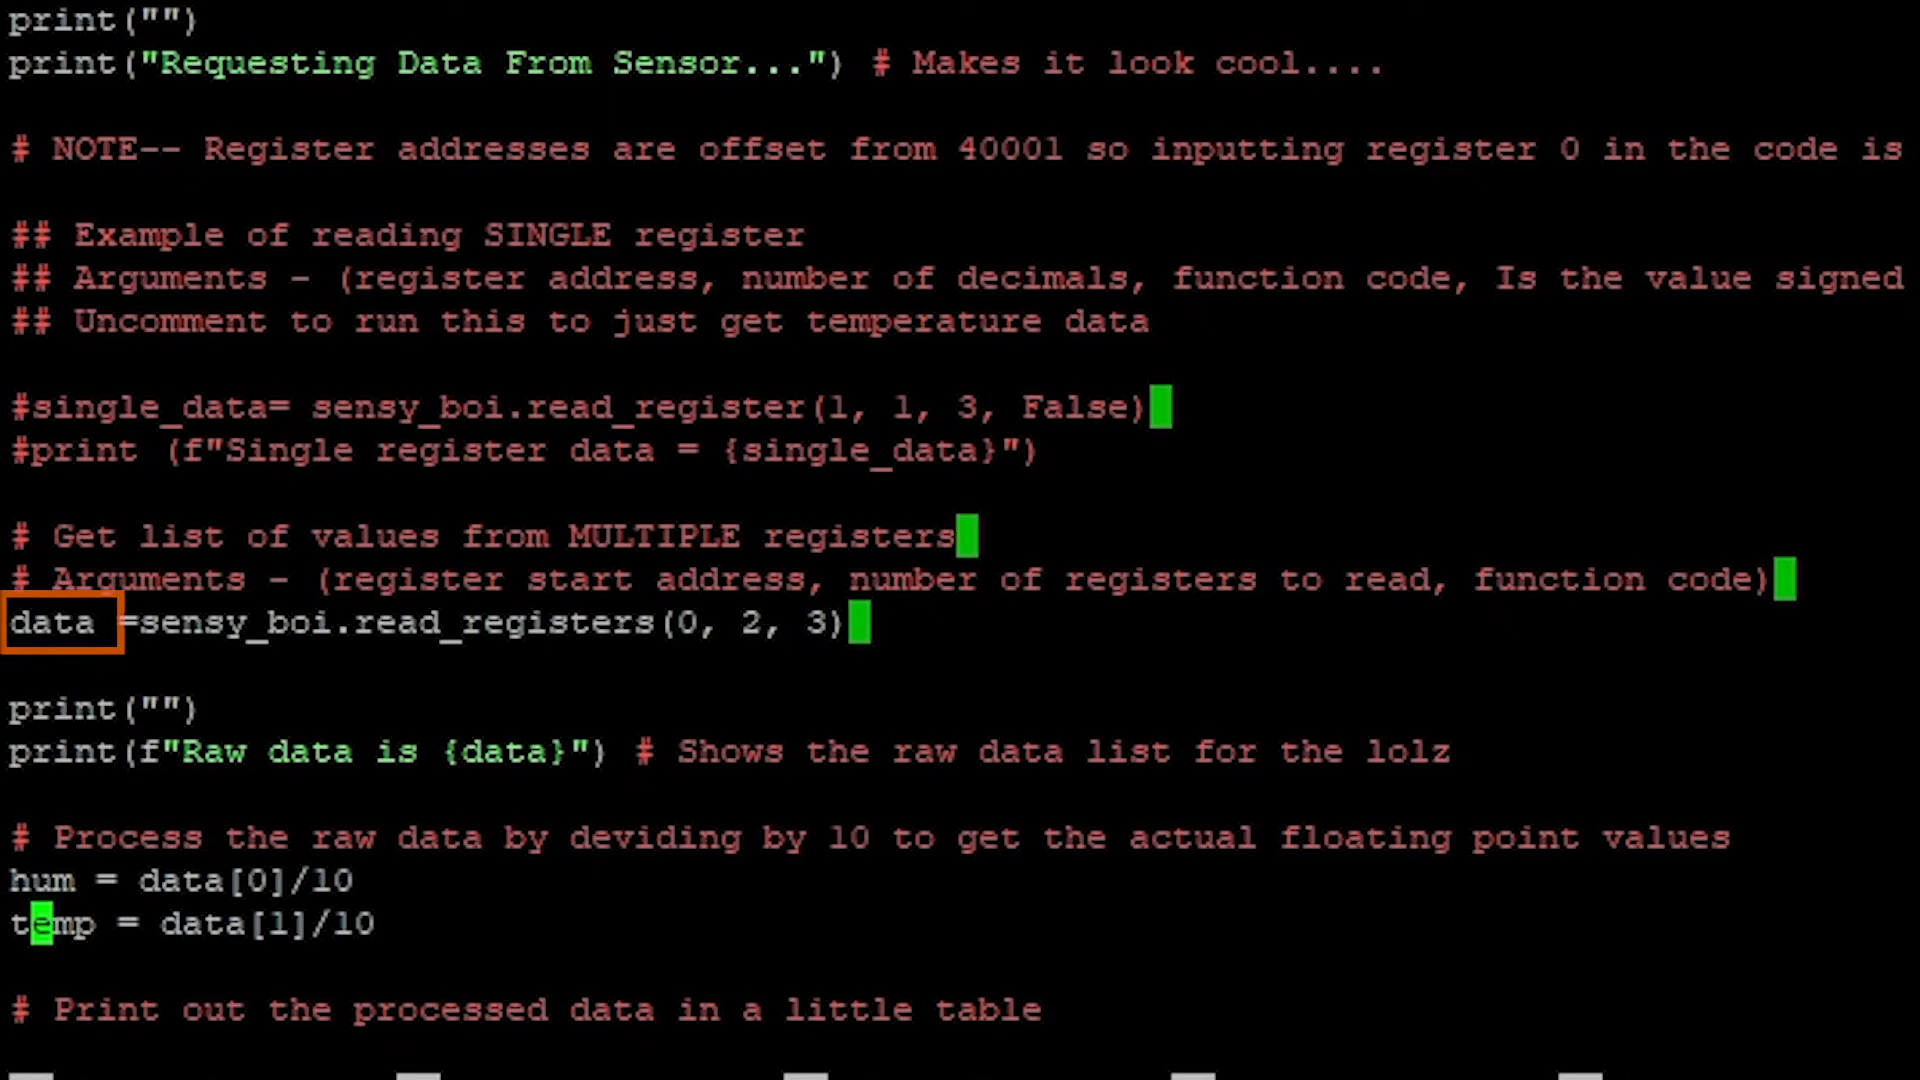 print("")
print("Requesting Data From Sensor...") # Makes it look cool....
# NOTE-- Register addresses are offset from 40001 so inputting register 0 in the code is
## Example of reading SINGLE register
## Arguments - (register address, number of decimals, function code, Is the value signed
## Uncomment to run this to just get temperature data
#single_data= sensy_boi.read_register(1, 1, 3, False)
#print (f"Single register data = {single_data}")
# Get list of values from MULTIPLE registers
# Arguments - (register start address, number of registers to read, function code)
data =sensy_boi.read_registers(0, 2, 3)
print("")
print(f"Raw data is {data}") # Shows the raw data list for the lolz
# Process the raw data by deviding by 10 to get the actual floating point values
hum = data[0]/10
temp = data[1]/10
# Print out the processed data in a little table